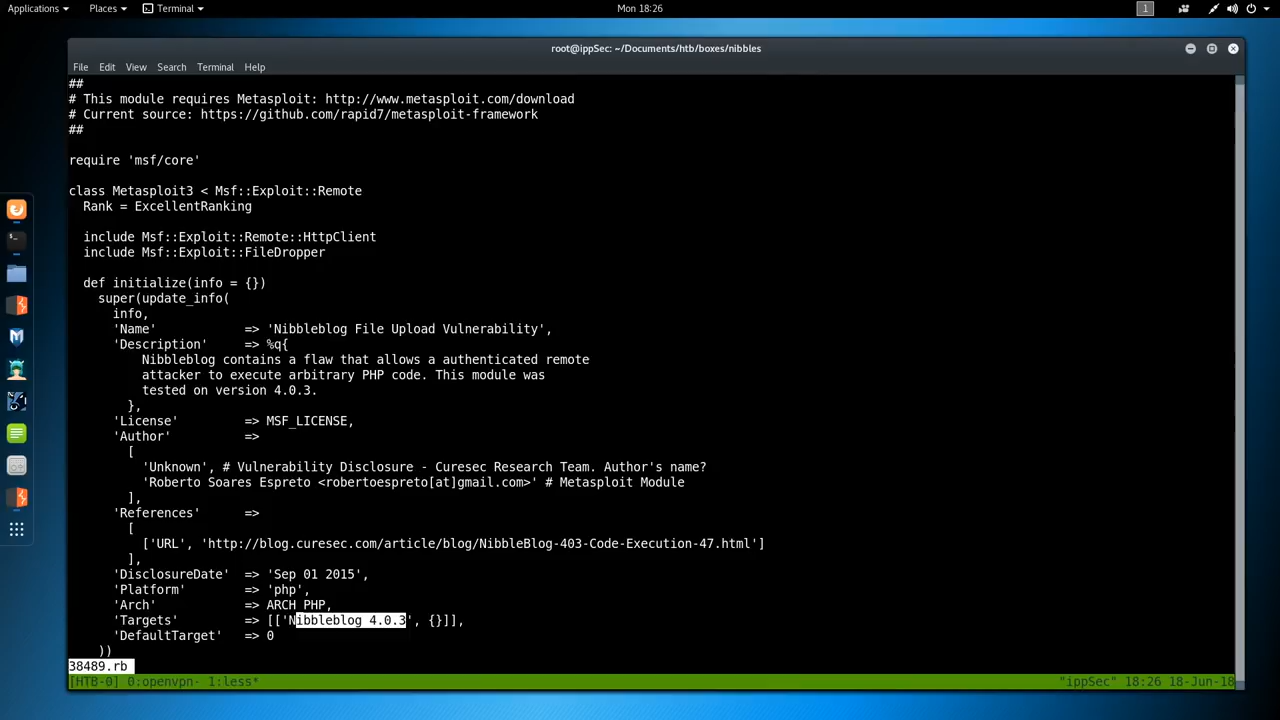 Applications Places Terminal Mon 18:26 1
root@ippSec: ~/Documents/htb/boxes/nibbles
File Edit View Search Terminal Help
##
# This module requires Metasploit: http://www.metasploit.com/download
# Current source: https://github.com/rapid7/metasploit-framework
##
require 'msf/core'
class Metasploit3 < Msf::Exploit::Remote
  Rank = ExcellentRanking
  include Msf::Exploit::Remote::HttpClient
  include Msf::Exploit::FileDropper
  def initialize(info = {})
    super(update_info(
      info,
      'Name'            => 'Nibbleblog File Upload Vulnerability',
      'Description'     => %q{
          Nibbleblog contains a flaw that allows a authenticated remote
          attacker to execute arbitrary PHP code. This module was
          tested on version 4.0.3.
        },
      'License'         => MSF_LICENSE,
      'Author'          =>
        [
          'Unknown', # Vulnerability Disclosure - Curesec Research Team. Author's name?
          'Roberto Soares Espreto <robertoespreto[at]gmail.com>' # Metasploit Module
        ],
      'References'      =>
        [
          ['URL', 'http://blog.curesec.com/article/blog/NibbleBlog-403-Code-Execution-47.html']
        ],
      'DisclosureDate'  => 'Sep 01 2015',
      'Platform'        => 'php',
      'Arch'            => ARCH_PHP,
      'Targets'         => [['Nibbleblog 4.0.3', {}]],
      'DefaultTarget'   => 0
    ))
38489.rb
[HTB-0] 0:openvpn- 1:less* "ippSec" 18:26 18-Jun-18